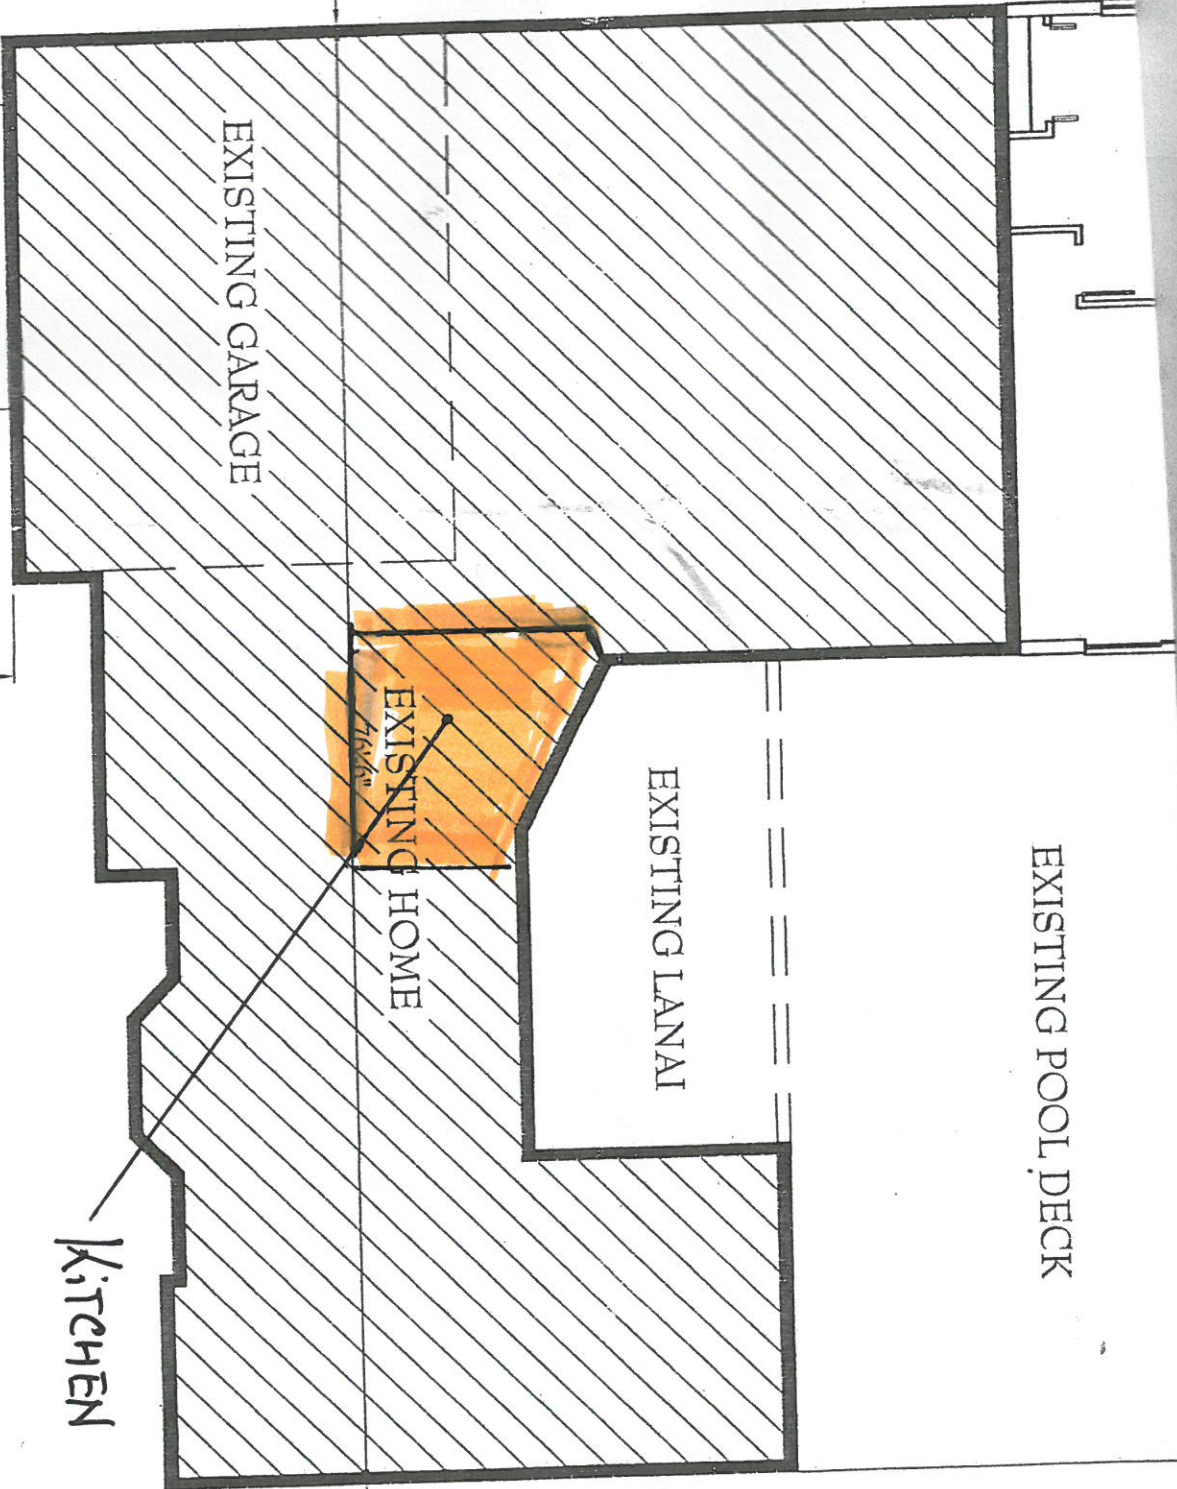 EXISTING POOL DECK
EXISTING LANAI
EXISTING HOME
EXISTING GARAGE
KiTCHEN